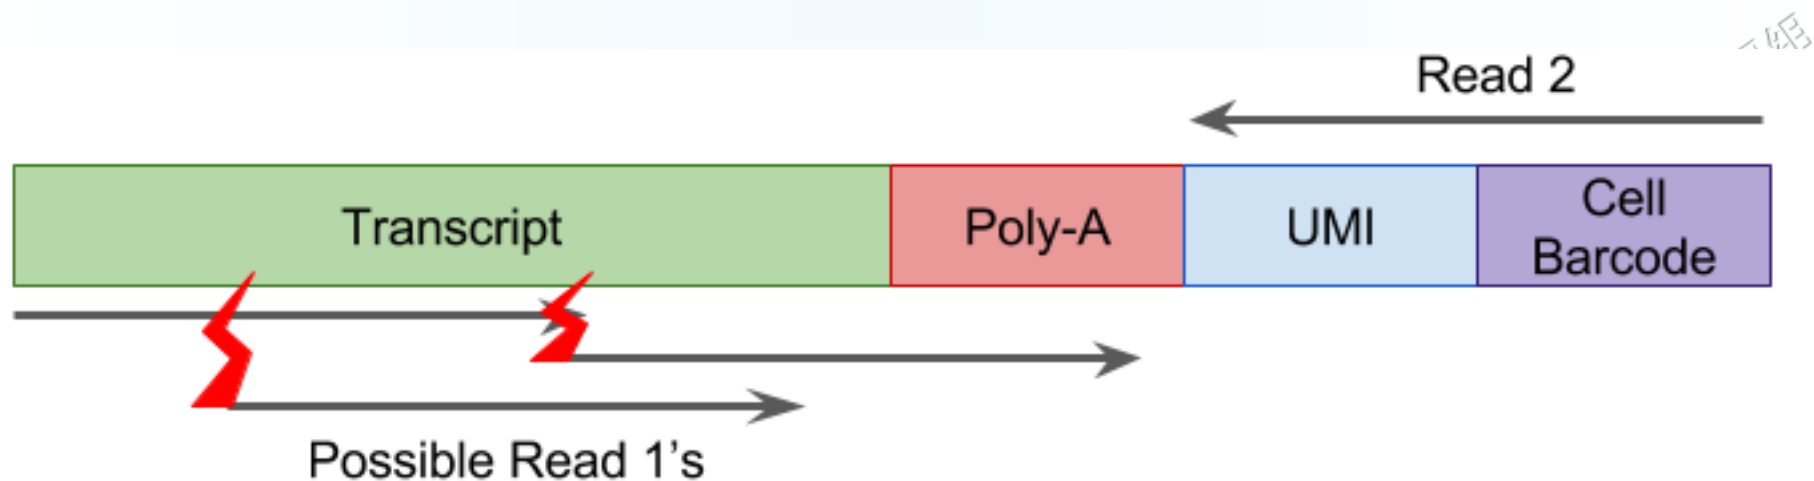 Read 2
Transcript
Poly-A
UMI
Cell
Barcode
Possible Read 1’s